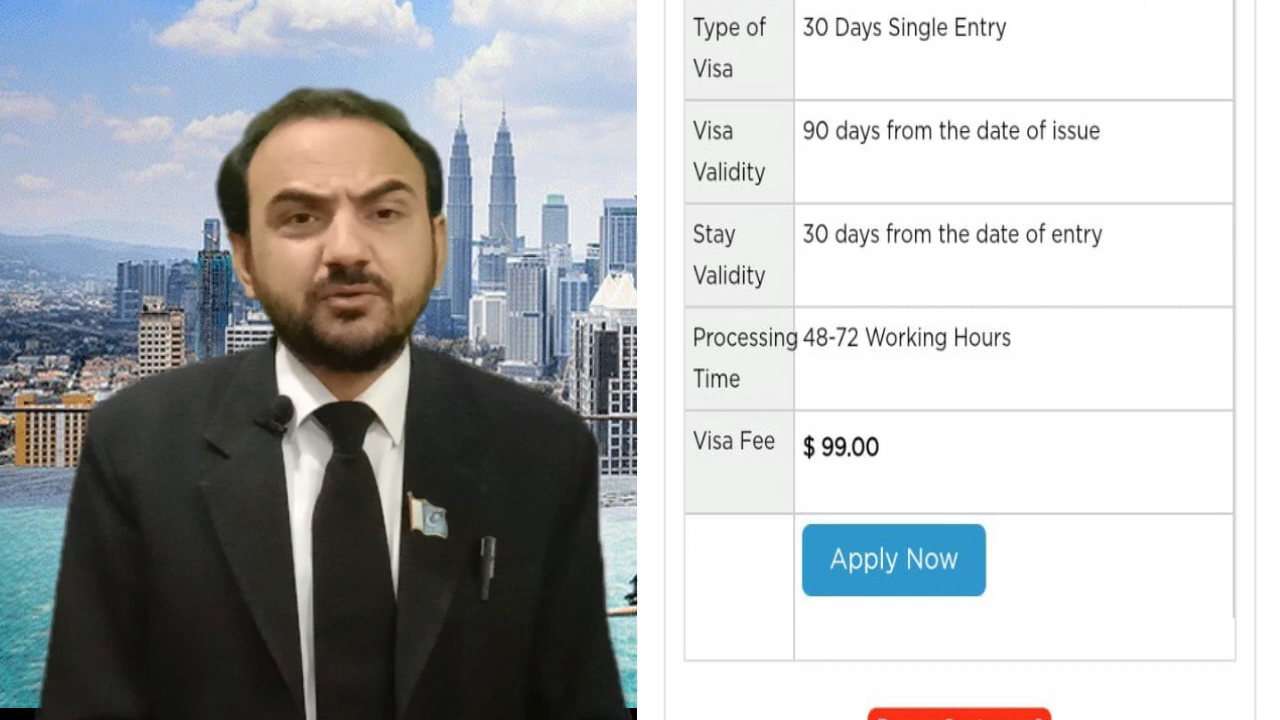 Type of
Visa
30 Days Single Entry
Visa
Validity
90 days from the date of issue
Stay
Validity
30 days from the date of entry
Processing
Time
48-72 Working Hours
Visa Fee
$ 99.00
Apply Now